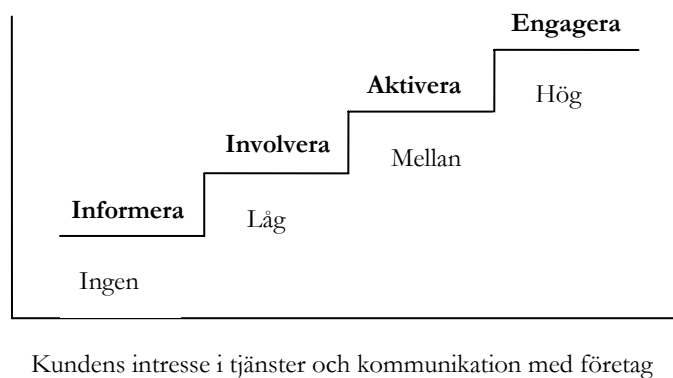 Engagera
Hög
Aktivera
Mellan
Involvera
Låg
Informera
Ingen
Kundens intresse i tjänster och kommunikation med företag